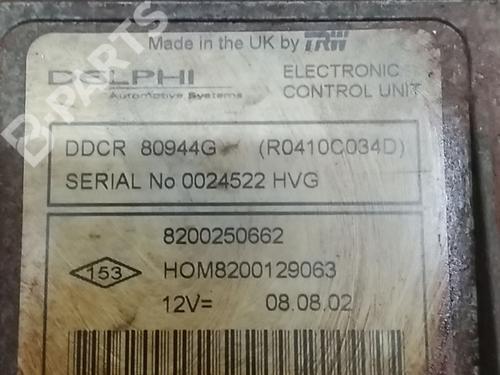 Made in the UK by TRW
DELPHI
Automotive Systems
ELECTRONIC
CONTROL UNIT
DDCR 80944G (R0410C034D)
SERIAL No 0024522 HVG
8200250662
153
HOM8200129063
12V= 08.08.02
B-PARTS